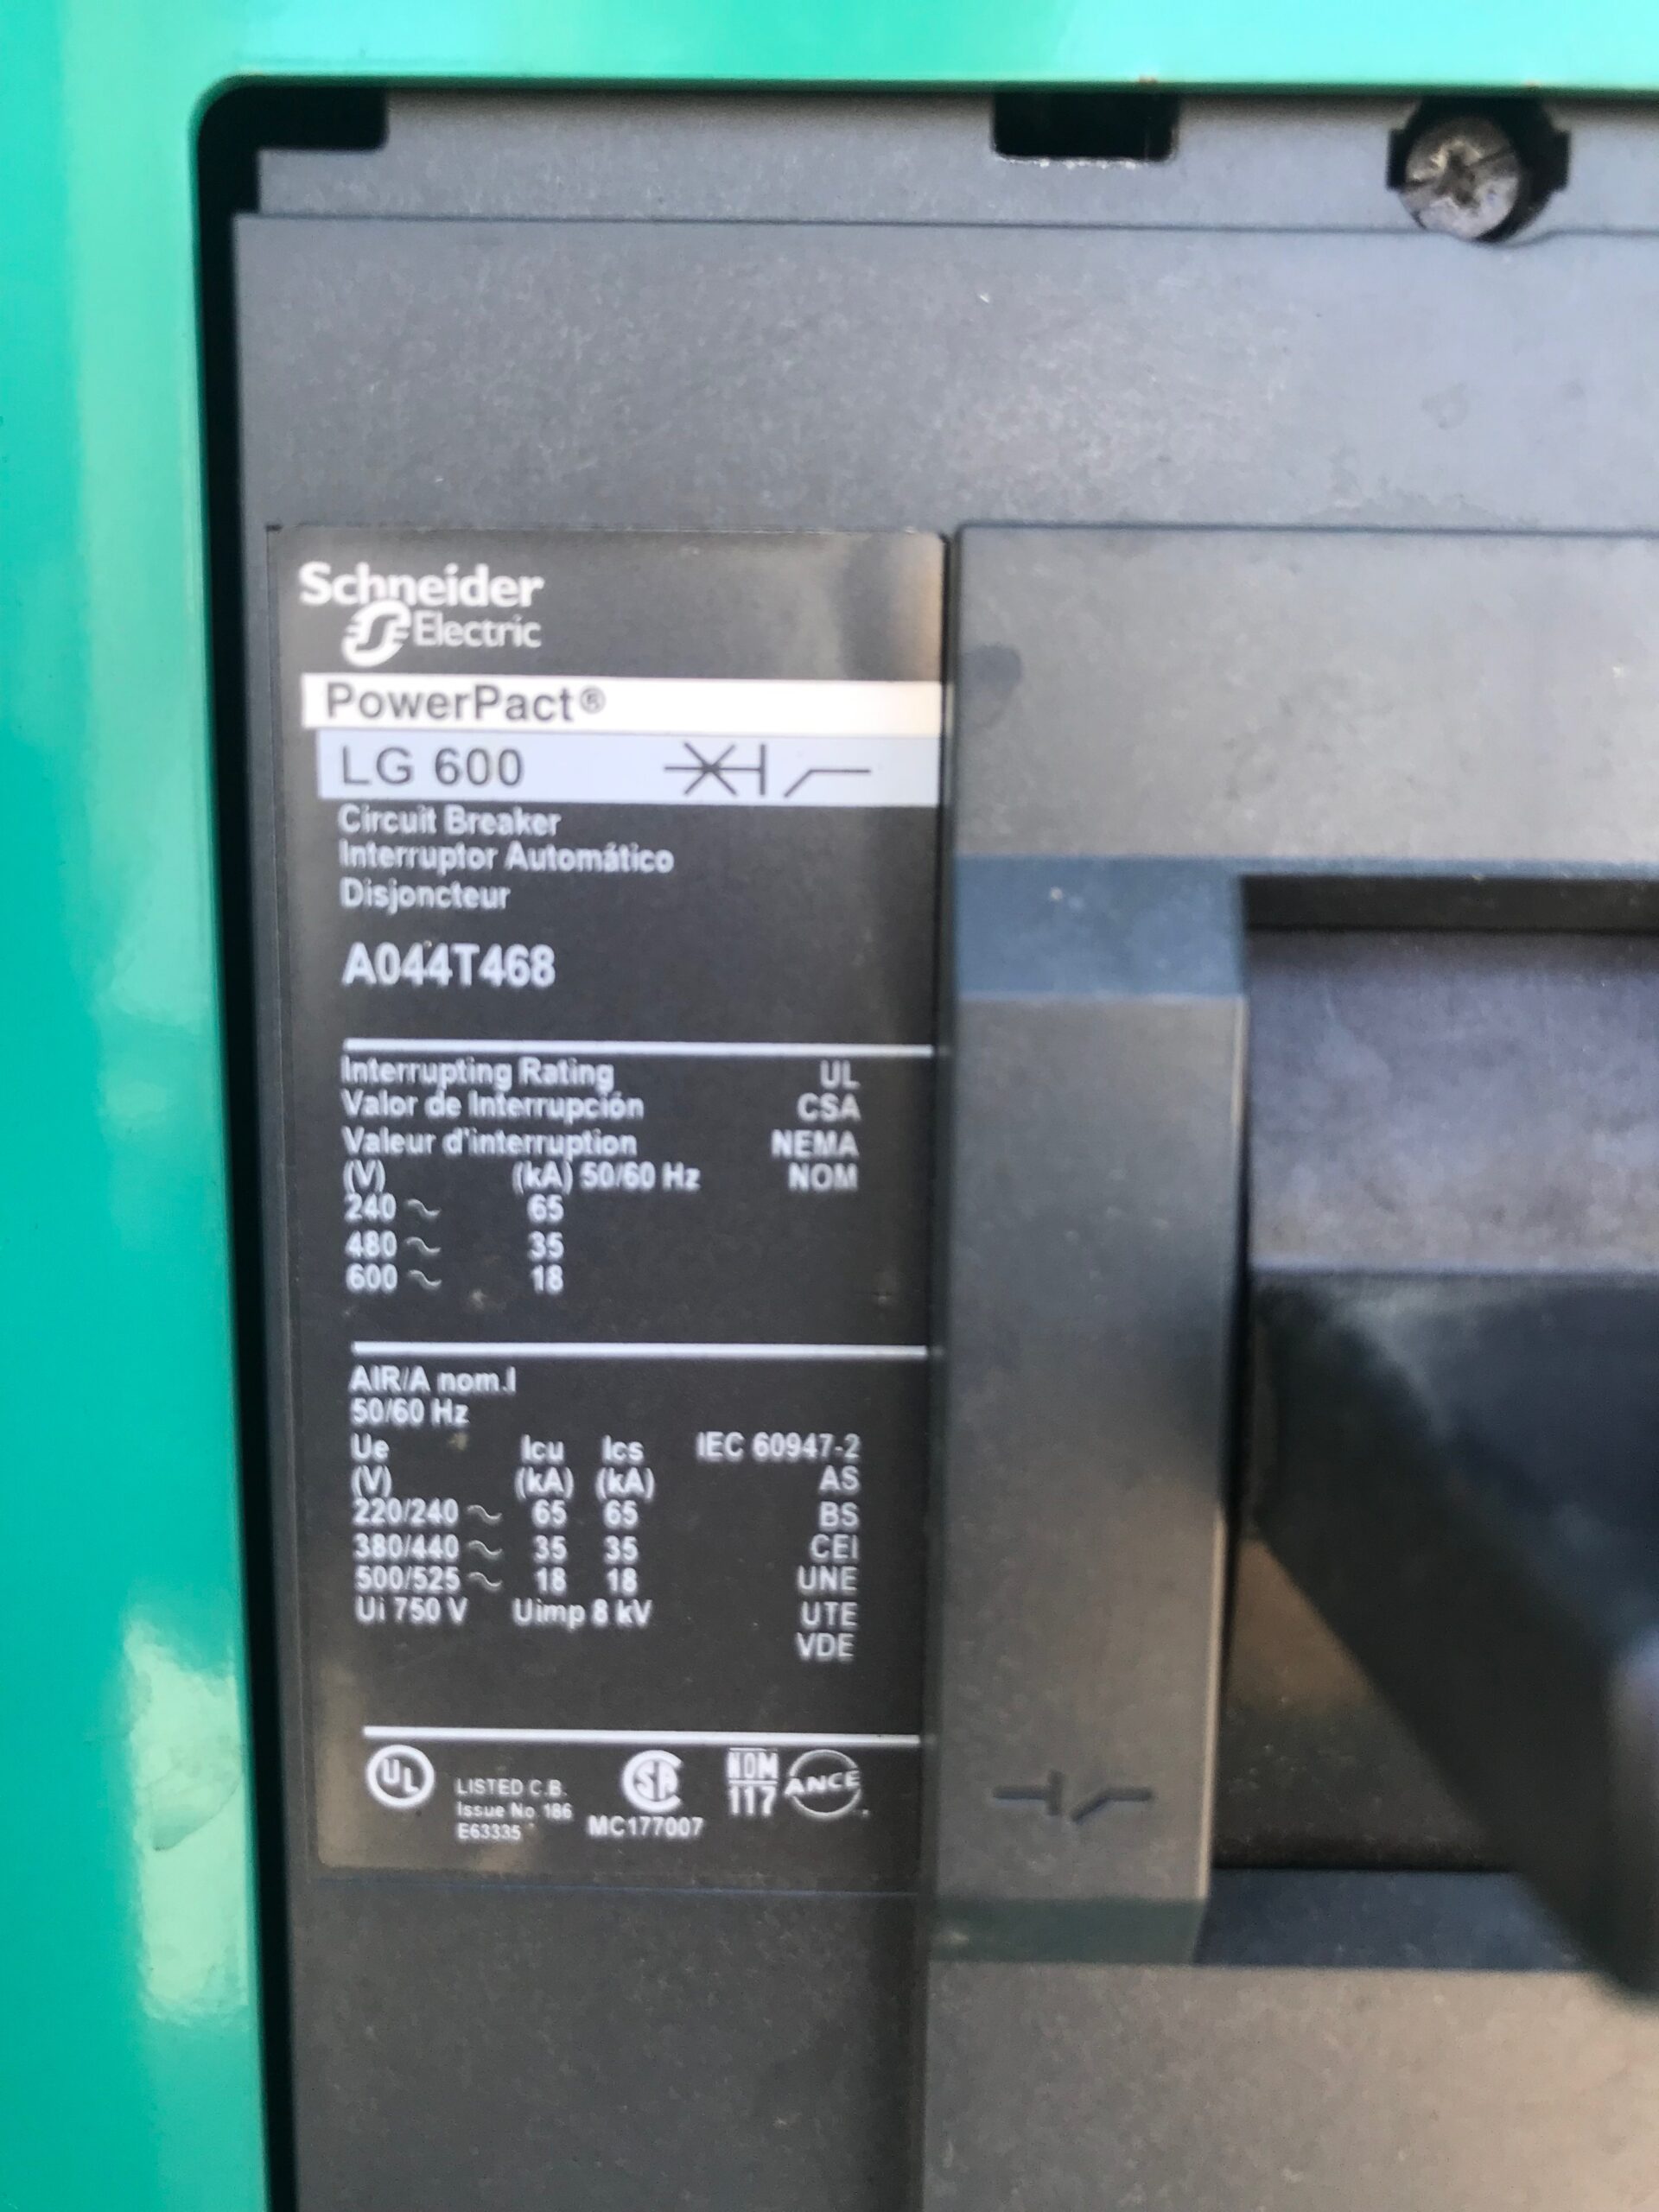 Schneider
Electric
PowerPact®
LG 600
Circuit Breaker
Interruptor Automático
Disjoncteur
A044T468
Interrupting Rating UL
Valor de Interrupción CSA
Valeur d'interruption NEMA
(V) (kA) 50/60 Hz NOM
240 ~ 65
480 ~ 35
600 ~ 18
AIR/A nom.I
50/60 Hz
Ue Icu Ics IEC 60947-2
(V) (kA) (kA) AS
220/240 ~ 65 65 BS
380/440 ~ 35 35 CEI
500/525 ~ 18 18 UNE
Ui 750 V Uimp 8 kV UTE
VDE
UL LISTED C.B.
Issue No 186
E63335
SA
MC177007
NOM
117
ANCE